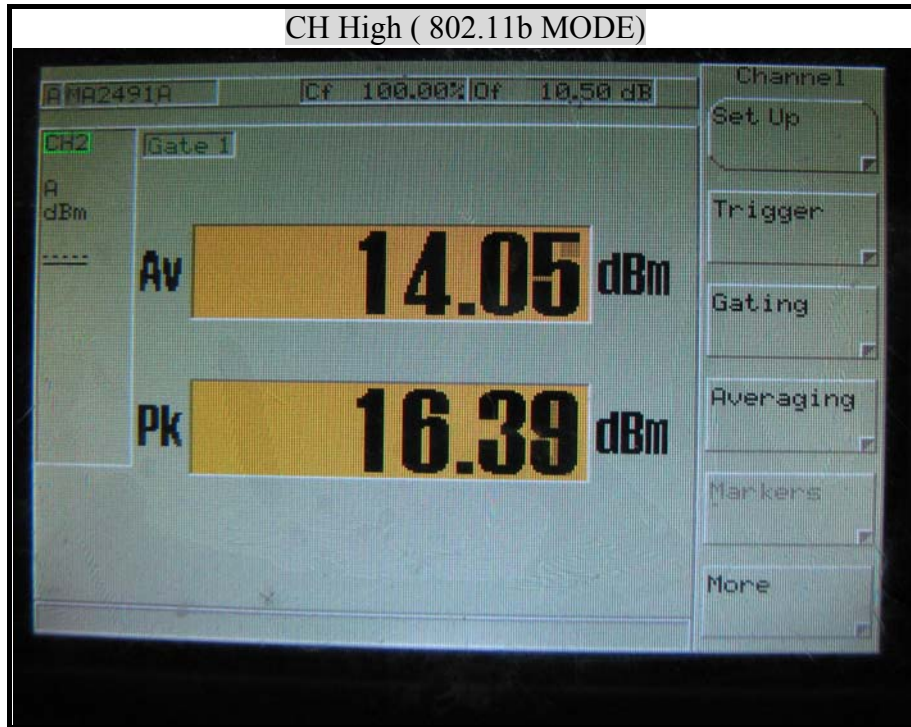 CH High ( 802.11b MODE)
A MA2491A Cf 100.00% Of 10.50 dB
CH2
Gate 1
A
dBm
-----
Av 14.05 dBm
Pk 16.39 dBm
Channel
Set Up
Trigger
Gating
Averaging
Markers
More